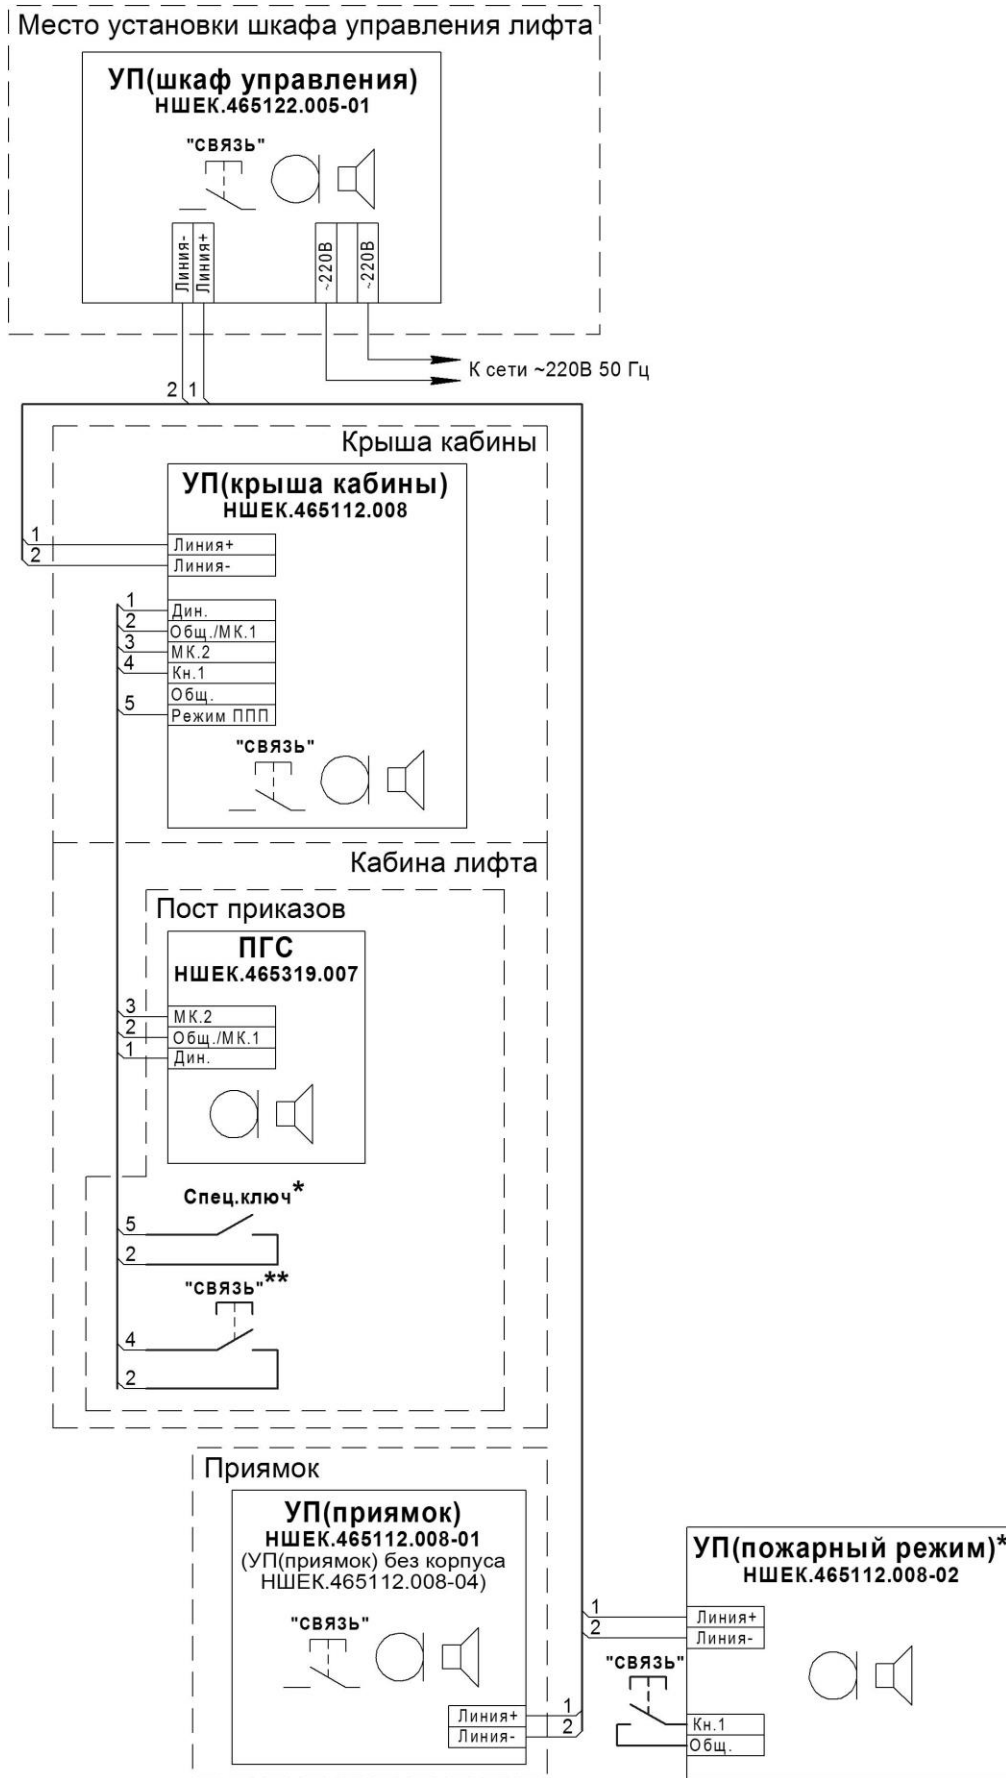 Место установки шкафа управления лифта
УП(шкаф управления)
НШЕК.465122.005-01
"СВЯЗЬ"
Линия-
Линия+
~220В
~220В
К сети ~220В 50 Гц
2
1
Крыша кабины
УП(крыша кабины)
НШЕК.465112.008
1
Линия+
2
Линия-
1
Дин.
2
Общ./МК.1
3
МК.2
4
Кн.1
Общ.
5
Режим ППП
"СВЯЗЬ"
Кабина лифта
Пост приказов
ПГС
НШЕК.465319.007
3
МК.2
2
Общ./МК.1
1
Дин.
Спец.ключ*
5
2
"СВЯЗЬ"**
4
2
Приямок
УП(приямок)
НШЕК.465112.008-01
(УП(приямок) без корпуса
НШЕК.465112.008-04)
"СВЯЗЬ"
Линия+
1
Линия-
2
УП(пожарный режим)*
НШЕК.465112.008-02
1
Линия+
2
Линия-
"СВЯЗЬ"
Кн.1
Общ.